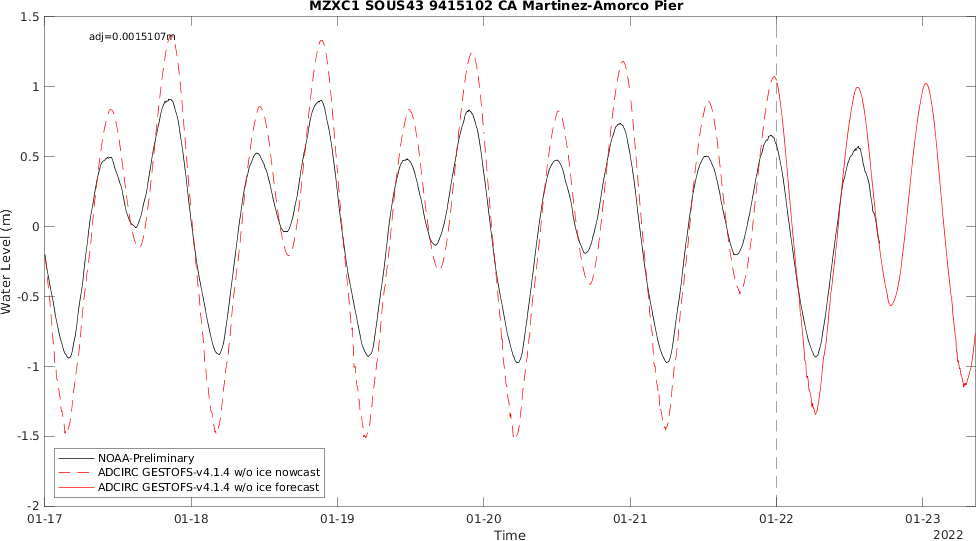 MZXC1 SOUS43 9415102 CA Martinez-Amorco Pier
adj=0.0015107m
1.5
1
0.5
0
-0.5
-1
-1.5
-2
Water Level (m)
NOAA-Preliminary
ADCIRC GESTOFS-v4.1.4 w/o ice nowcast
ADCIRC GESTOFS-v4.1.4 w/o ice forecast
01-17 01-18 01-19 01-20 01-21 01-22 01-23
Time
2022